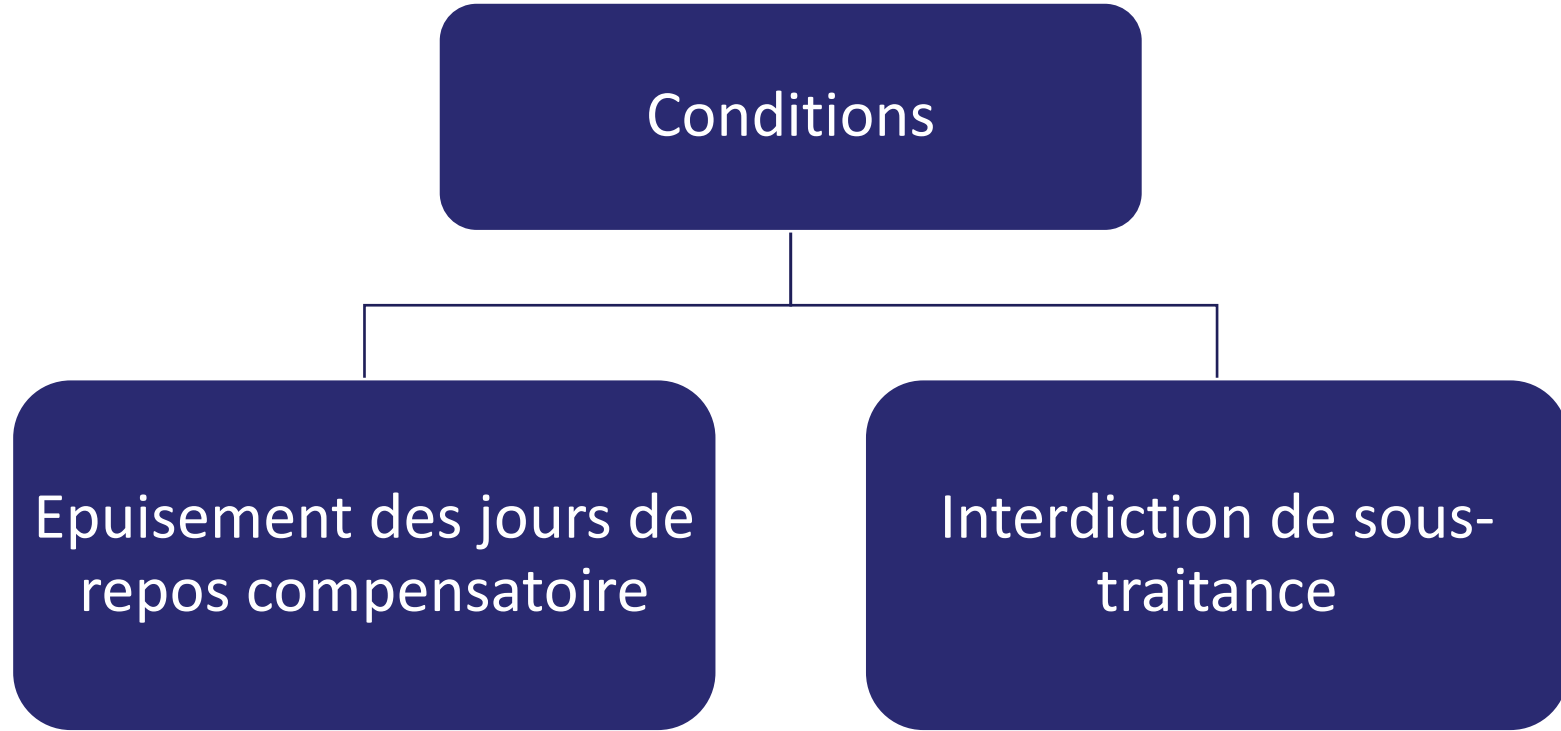 Conditions
Epuisement des jours de
repos compensatoire
Interdiction de sous-
traitance